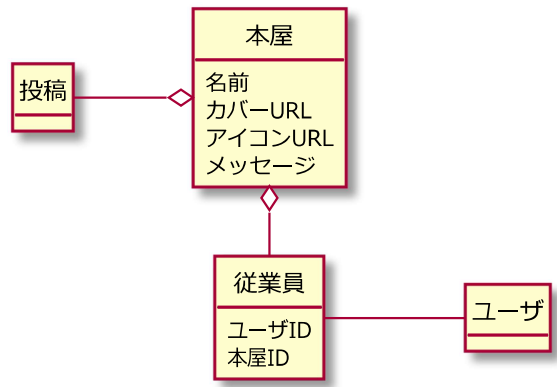 本屋
名前
カバーURL
アイコンURL
メッセージ
投稿
従業員
ユーザID
本屋ID
ユーザ